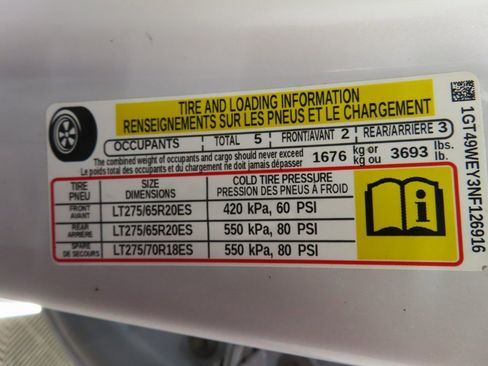 TIRE AND LOADING INFORMATION
RENSEIGNEMENTS SUR LES PNEUS ET LE CHARGEMENT
OCCUPANTS TOTAL 5 FRONT/AVANT 2 REAR/ARRIÈRE 3
The combined weight of occupants and cargo should never exceed 1676 kg or 3693 lbs.
Le poids total des occupants et du chargement ne doit jamais dépasser kg ou lb.
TIRE PNEU SIZE DIMENSIONS COLD TIRE PRESSURE PRESSION DES PNEUS À FROID
FRONT AVANT LT275/65R20ES 420 kPa, 60 PSI
REAR ARRIÈRE LT275/65R20ES 550 kPa, 80 PSI
SPARE DE SECOURS LT275/70R18ES 550 kPa, 80 PSI
1GT49WEY3NF126916